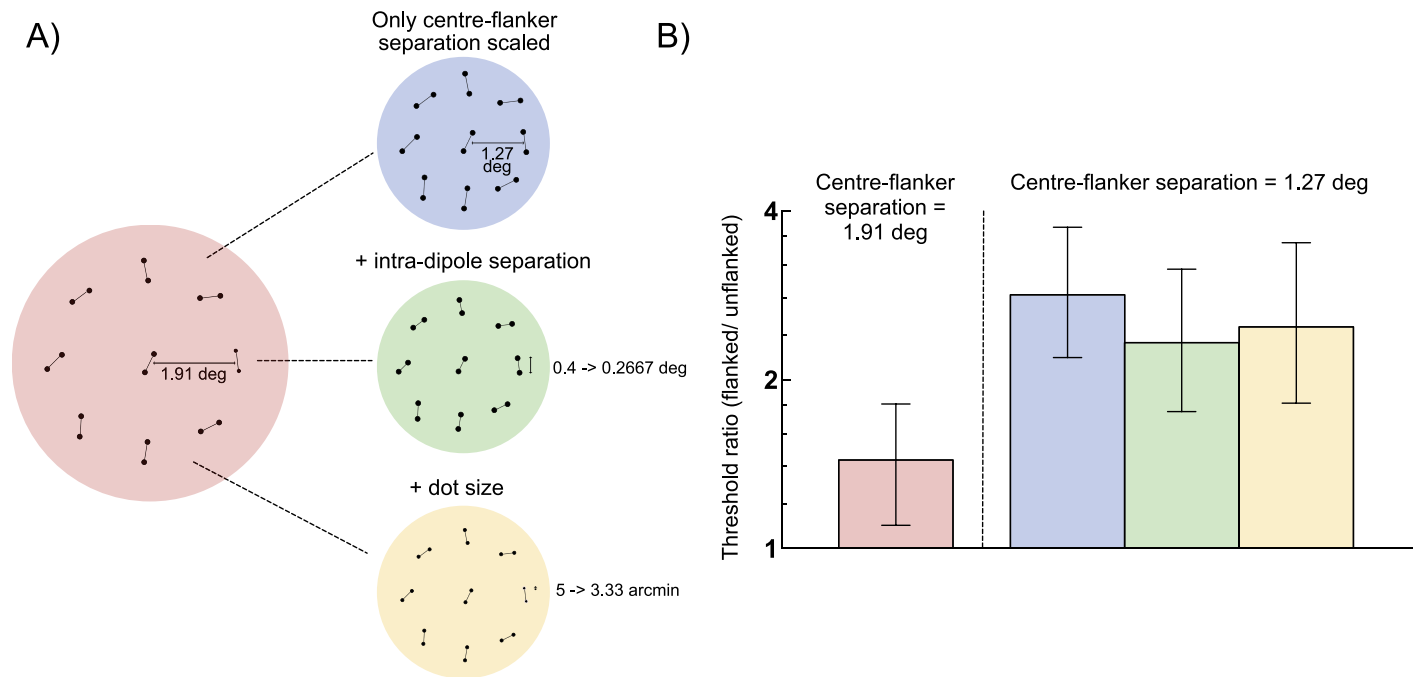 A)
Only centre-flanker
separation scaled
1.27
deg
+ intra-dipole separation
1.91 deg
0.4 -> 0.2667 deg
+ dot size
5 -> 3.33 arcmin
B)
Centre-flanker
separation =
1.91 deg
Centre-flanker separation = 1.27 deg
Threshold ratio (flanked/ unflanked)
4
2
1